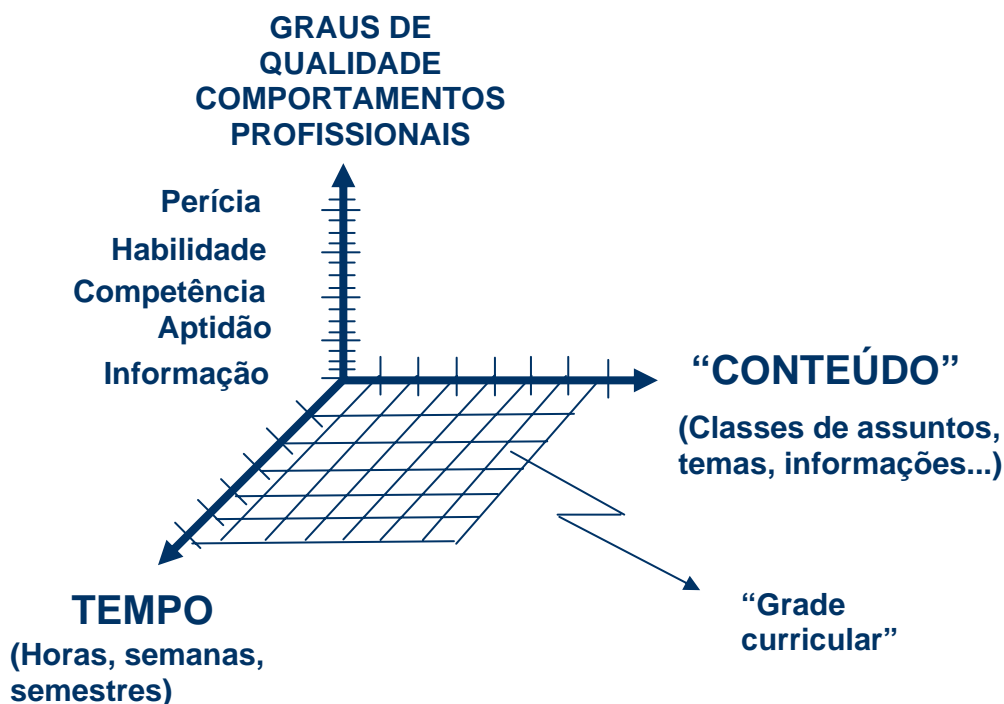 GRAUS DE
QUALIDADE
COMPORTAMENTOS
PROFISSIONAIS
Perícia
Habilidade
Competência
Aptidão
Informação
“CONTEÚDO”
(Classes de assuntos,
temas, informações...)
TEMPO
(Horas, semanas,
semestres)
“Grade
curricular”